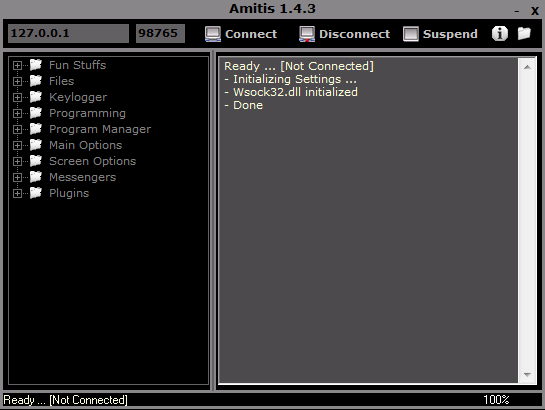 Amitis 1.4.3
- x
127.0.0.1 98765 Connect Disconnect Suspend
Fun Stuffs
Files
Keylogger
Programming
Program Manager
Main Options
Screen Options
Messengers
Plugins
Ready ... [Not Connected]
- Initializing Settings ...
- Wsock32.dll initialized
- Done
Ready ... [Not Connected] 100%